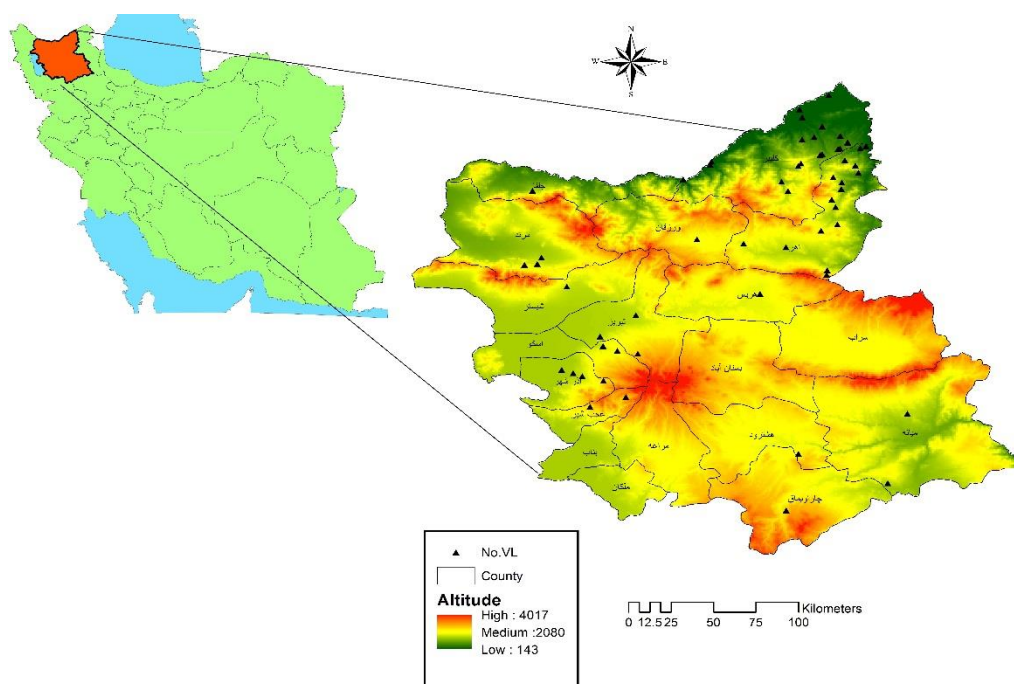 N
W E
S
کلیبر
جلفا
ورزقان
مرند
اهر
هریس
شبستر
تبریز
سراب
اسکو
بستان آباد
آذر شهر
عجب شیر
میانه
هشترود
مراغه
بناب
ملکان
چاراویماق
No.VL
County
Altitude
High : 4017
Medium :2080
Low : 143
Kilometers
0 12.5 25 50 75 100